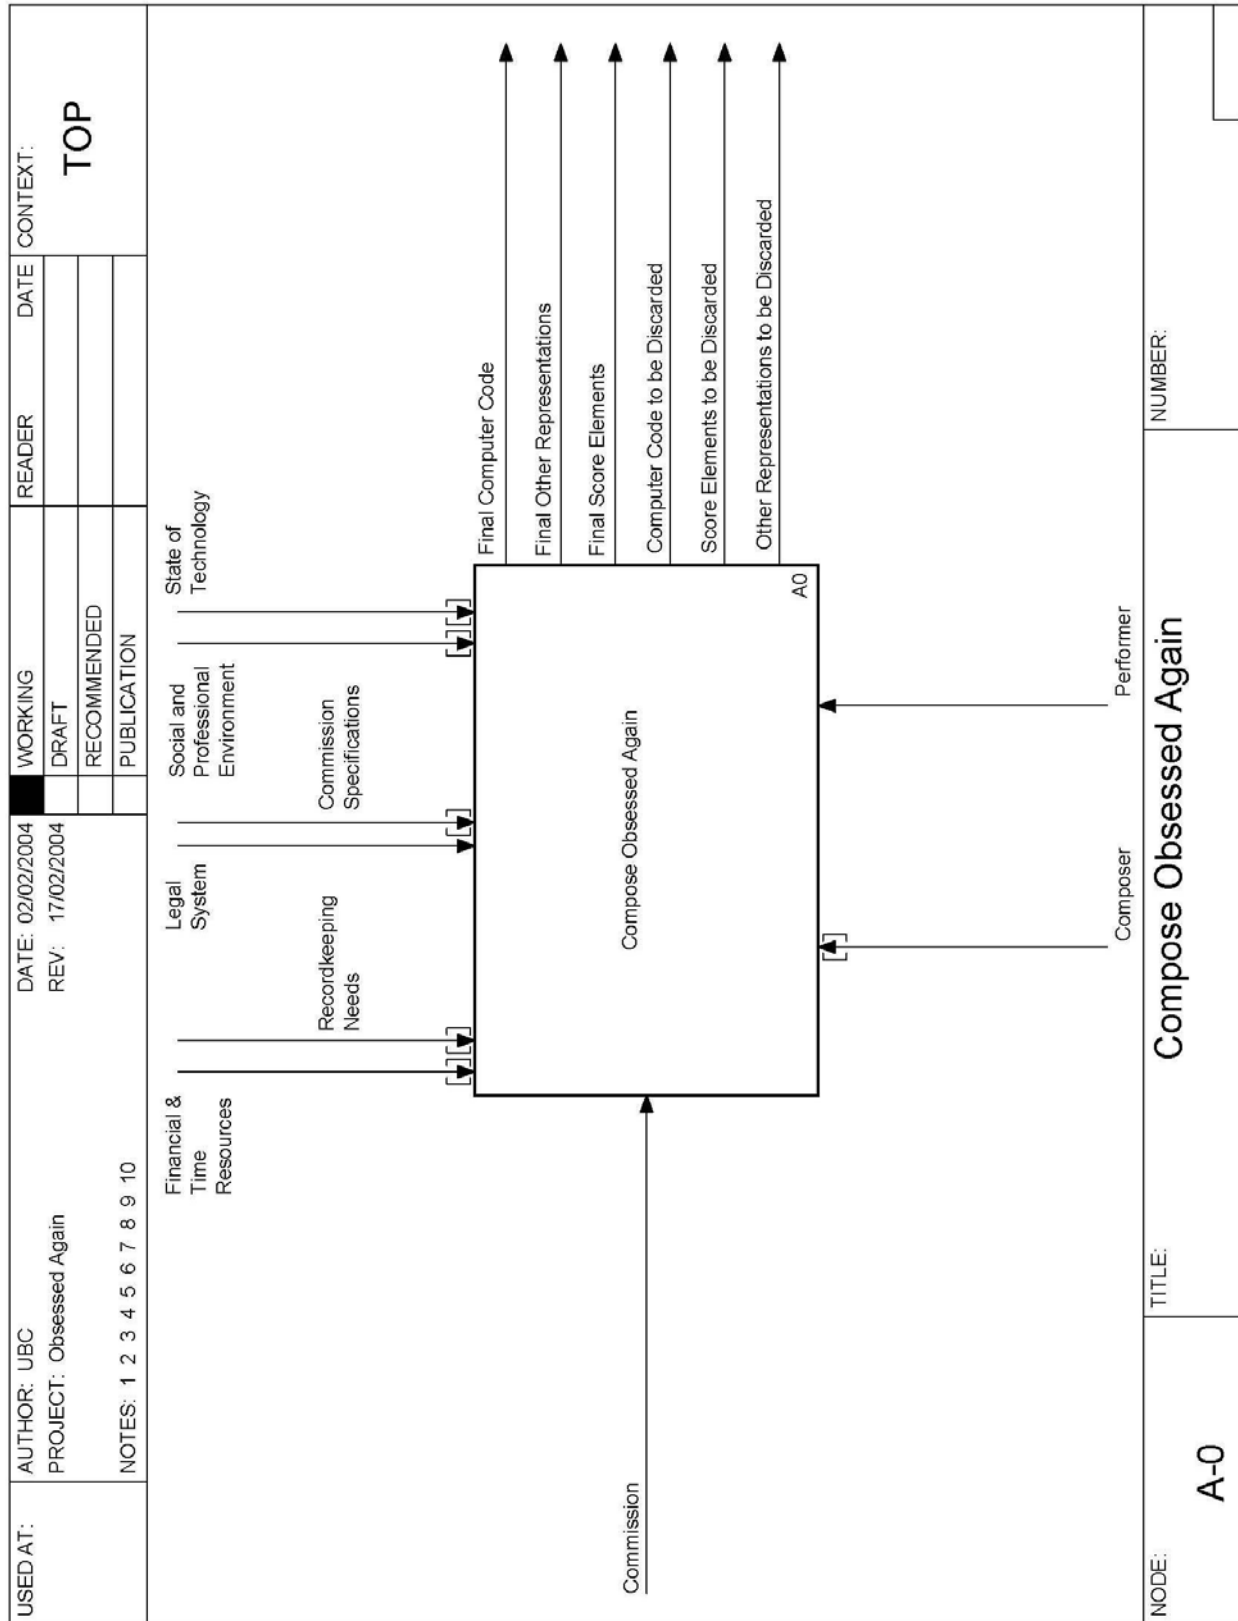 USED AT:
AUTHOR: UBC
PROJECT: Obsessed Again
NOTES: 1 2 3 4 5 6 7 8 9 10
DATE: 02/02/2004
REV: 17/02/2004
WORKING
DRAFT
RECOMMENDED
PUBLICATION
READER
DATE
CONTEXT:
TOP
Financial &
Time
Resources
Recordkeeping
Needs
Legal
System
Commission
Specifications
Social and
Professional
Environment
State of
Technology
Commission
Compose Obsessed Again
A0
Final Computer Code
Final Other Representations
Final Score Elements
Computer Code to be Discarded
Score Elements to be Discarded
Other Representations to be Discarded
Composer
Performer
NODE:
A-0
TITLE:
Compose Obsessed Again
NUMBER: